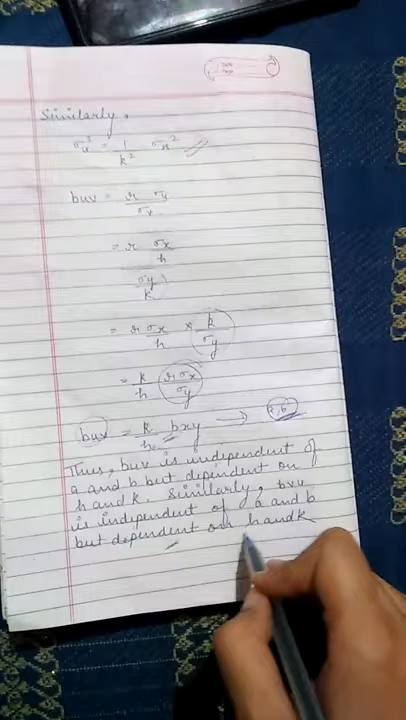 Similarly,
σu² = 1/k² σx²
buv = r σu/σv
= r (σx/h) / (σy/k)
= r σx/h × k/σy
= k/h r σx/σy
buv = k/h bxy →
Thus, buv is independent of
a and b but dependent on
h and k. Similarly, bvu
is independent of a and b
but dependent on h and k